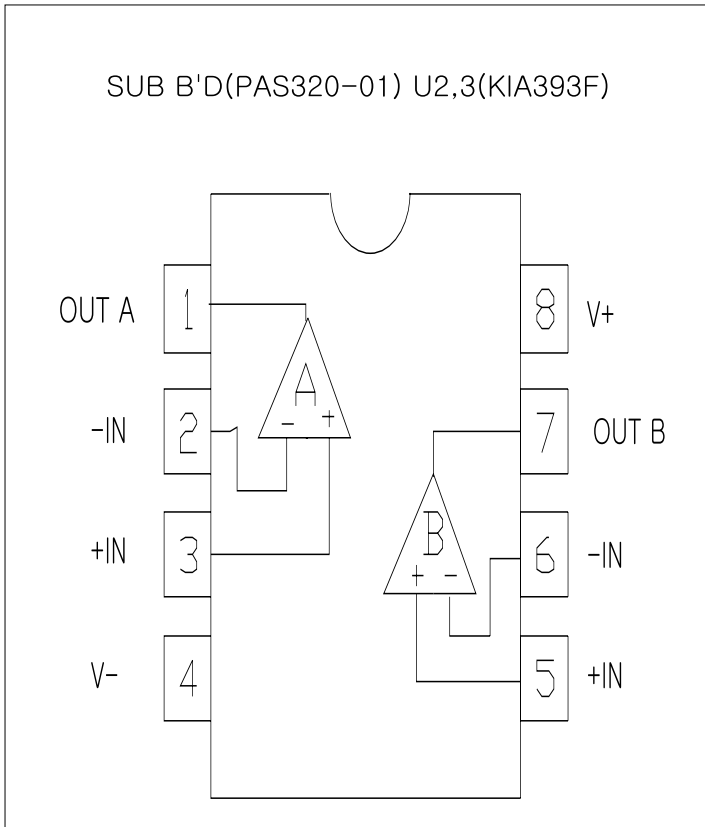 SUB B'D(PAS320-01) U2,3(KIA393F)
OUT A 1
8 V+
A
- +
-IN 2
7 OUT B
+IN 3
B
+ -
6 -IN
V- 4
5 +IN